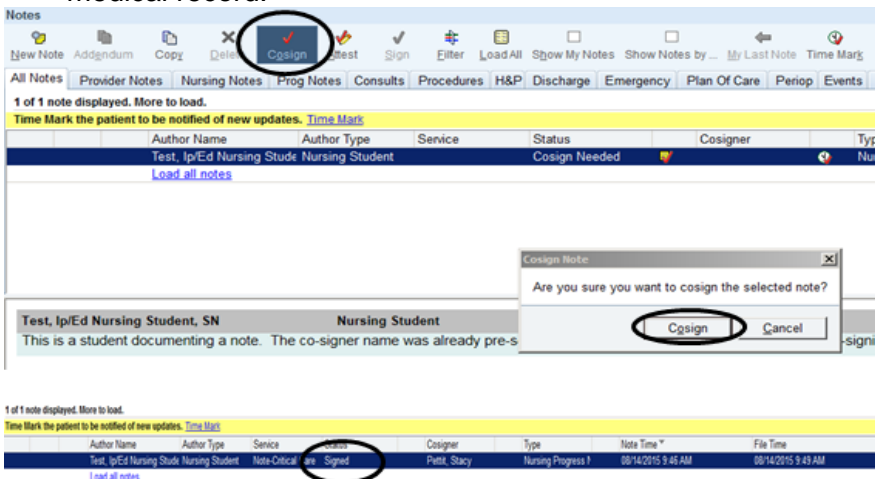 medical record.
Notes
New Note Addendum Copy Cosign Sign Filter Load All Show My Notes Show Notes by ... My Last Note Time Mark
All Notes Provider Notes Nursing Notes Prog Notes Consults Procedures H&P Discharge Emergency Plan Of Care Periop Events
1 of 1 note displayed. More to load.
Time Mark the patient to be notified of new updates. Time Mark
Author Name Author Type Service Status Cosigner Typ
Test, Ip/Ed Nursing Stude Nursing Student Cosign Needed Nu
Load all notes
Cosign Note
Are you sure you want to cosign the selected note?
Cosign Cancel
Test, Ip/Ed Nursing Student, SN Nursing Student
This is a student documenting a note. The co-signer name was already pre-s -signi
1 of 1 note displayed. More to load.
Time Mark the patient to be notified of new updates. Time Mark
Author Name Author Type Service Status Cosigner Type Note Time File Time
Test, Ip/Ed Nursing Stude Nursing Student Note-Critical Care Signed Pettit, Stacy Nursing Progress N 08/14/2015 9:46 AM 08/14/2015 9:49 AM
Load all notes